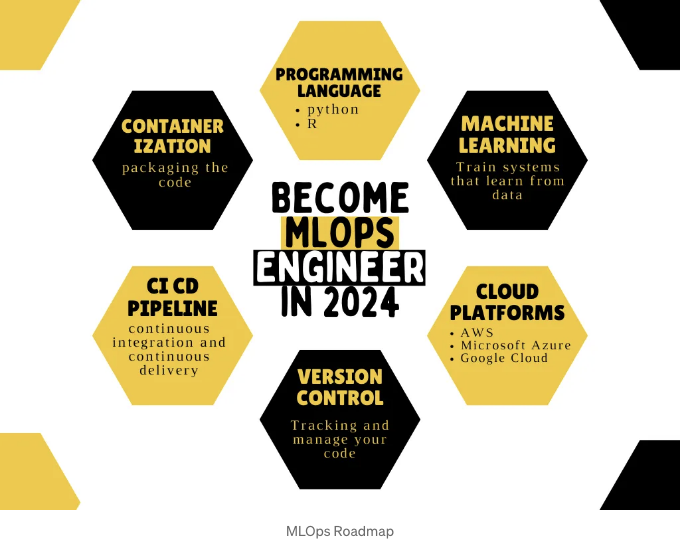 PROGRAMMING
LANGUAGE
• python
• R
CONTAINER
IZATION
packaging the
code
MACHINE
LEARNING
Train systems
that learn from
data
BECOME
MLOPS
ENGINEER
IN 2024
CI CD
PIPELINE
continuous
integration and
continuous
delivery
CLOUD
PLATFORMS
• AWS
• Microsoft Azure
• Google Cloud
VERSION
CONTROL
Tracking and
manage your
code
MLOps Roadmap